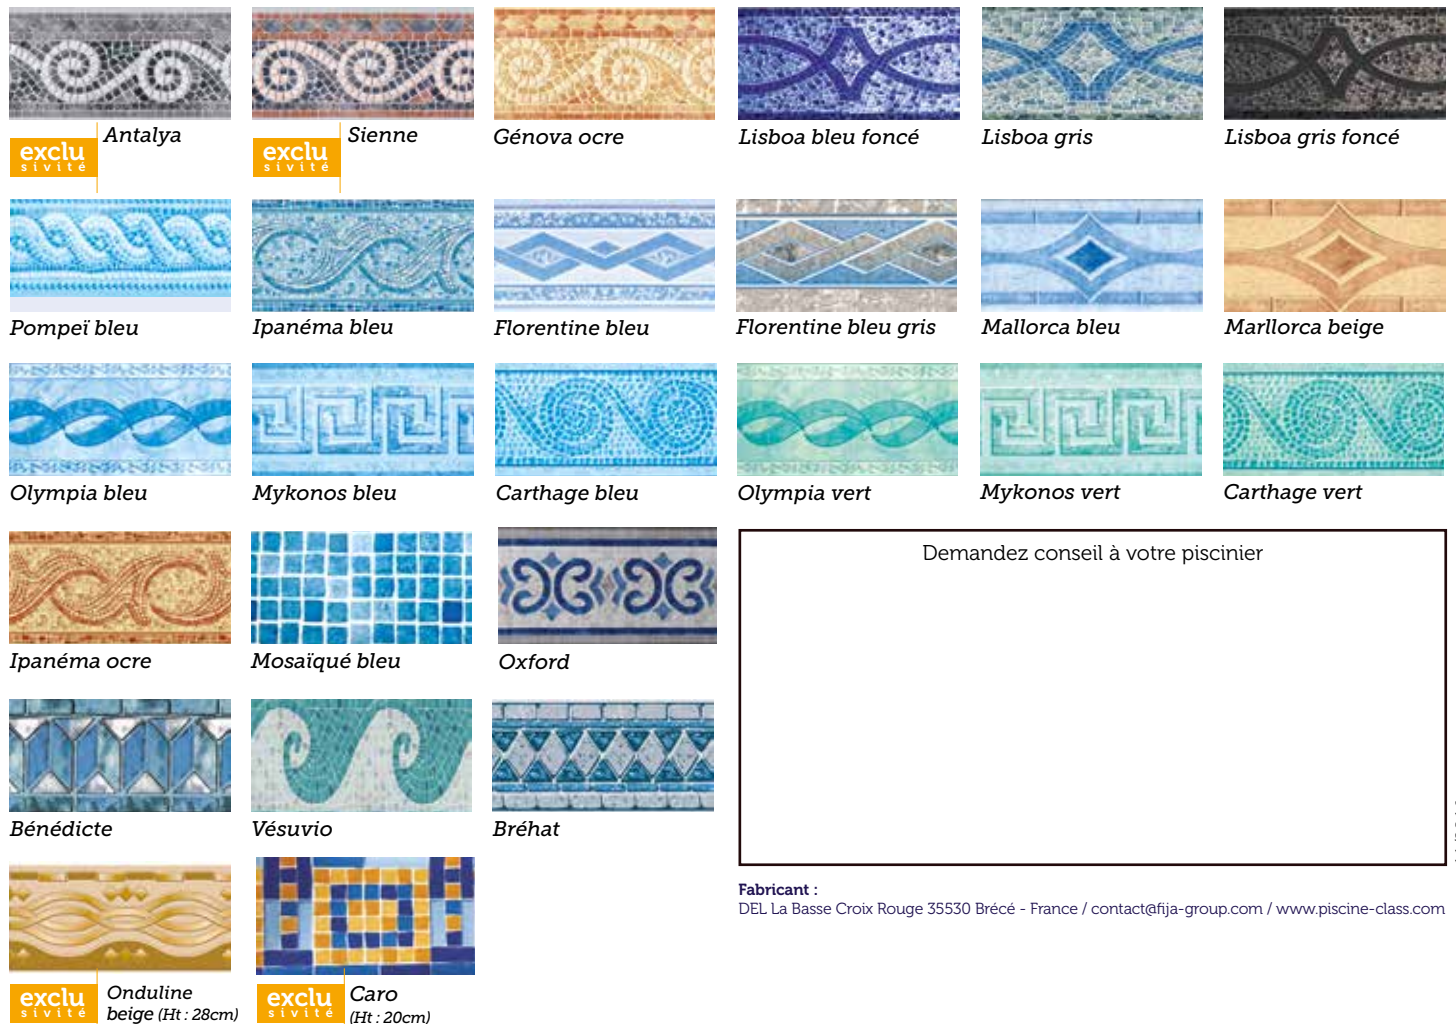 Antalya
exclu
sivité
Sienne
exclu
sivité
Génova ocre
Lisboa bleu foncé
Lisboa gris
Lisboa gris foncé
Pompeï bleu
Ipanéma bleu
Florentine bleu
Florentine bleu gris
Mallorca bleu
Marllorca beige
Olympia bleu
Mykonos bleu
Carthage bleu
Olympia vert
Mykonos vert
Carthage vert
Ipanéma ocre
Mosaïqué bleu
Oxford
Demandez conseil à votre piscinier
Bénédicte
Vésuvio
Bréhat
Fabricant :
DEL La Basse Croix Rouge 35530 Brécé - France / contact@fija-group.com / www.piscine-class.com
exclu
sivité
Onduline
beige (Ht : 28cm)
exclu
sivité
Caro
(Ht : 20cm)